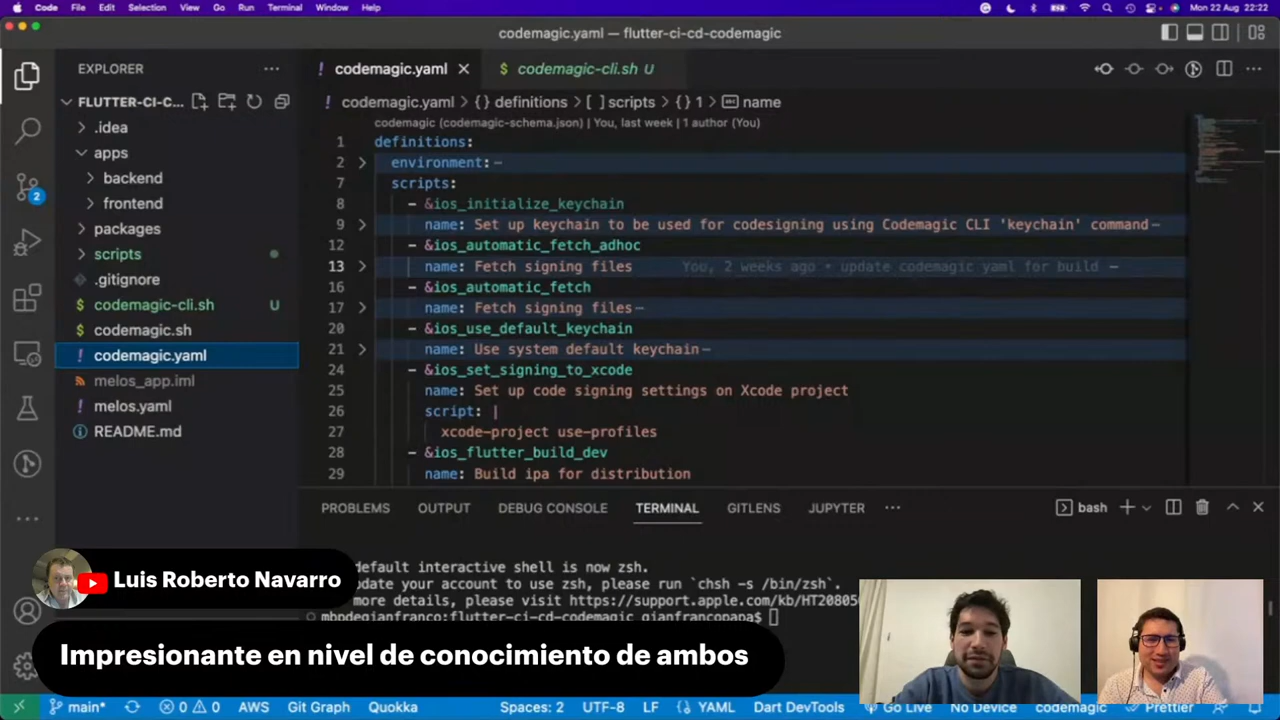 Code File Edit Selection View Go Run Terminal Window Help Mon 22 Aug 22:22
codemagic.yaml — flutter-ci-cd-codemagic
EXPLORER
FLUTTER-CI-C...
.idea
apps
backend
frontend
packages
scripts
.gitignore
codemagic-cli.sh U
codemagic.sh
codemagic.yaml
melos_app.iml
melos.yaml
README.md
2
codemagic.yaml codemagic-cli.sh U
codemagic.yaml > {} definitions > [ ] scripts > {} 1 > name
codemagic (codemagic-schema.json) | You, last week | 1 author (You)
1 definitions:
2 environment:
7 scripts:
8 - &ios_initialize_keychain
9 name: Set up keychain to be used for codesigning using Codemagic CLI 'keychain' command
12 - &ios_automatic_fetch_adhoc
13 name: Fetch signing files You, 2 weeks ago • update codemagic yaml for build
16 - &ios_automatic_fetch
17 name: Fetch signing files
20 - &ios_use_default_keychain
21 name: Use system default keychain
24 - &ios_set_signing_to_xcode
25 name: Set up code signing settings on Xcode project
26 script: |
27 xcode-project use-profiles
28 - &ios_flutter_build_dev
29 name: Build ipa for distribution
PROBLEMS OUTPUT DEBUG CONSOLE TERMINAL GITLENS JUPYTER bash
default interactive shell is now zsh.
pdate your account to use zsh, please run `chsh -s /bin/zsh`.
more details, please visit https://support.apple.com/kb/HT20805
mbpdegianfranco:flutter-ci-cd-codemagic gianfrancopapa$
Luis Roberto Navarro
Impresionante en nivel de conocimiento de ambos
main* 0 0 AWS Git Graph Quokka Spaces: 2 UTF-8 LF YAML Dart DevTools Go Live No Device codemagic Prettier